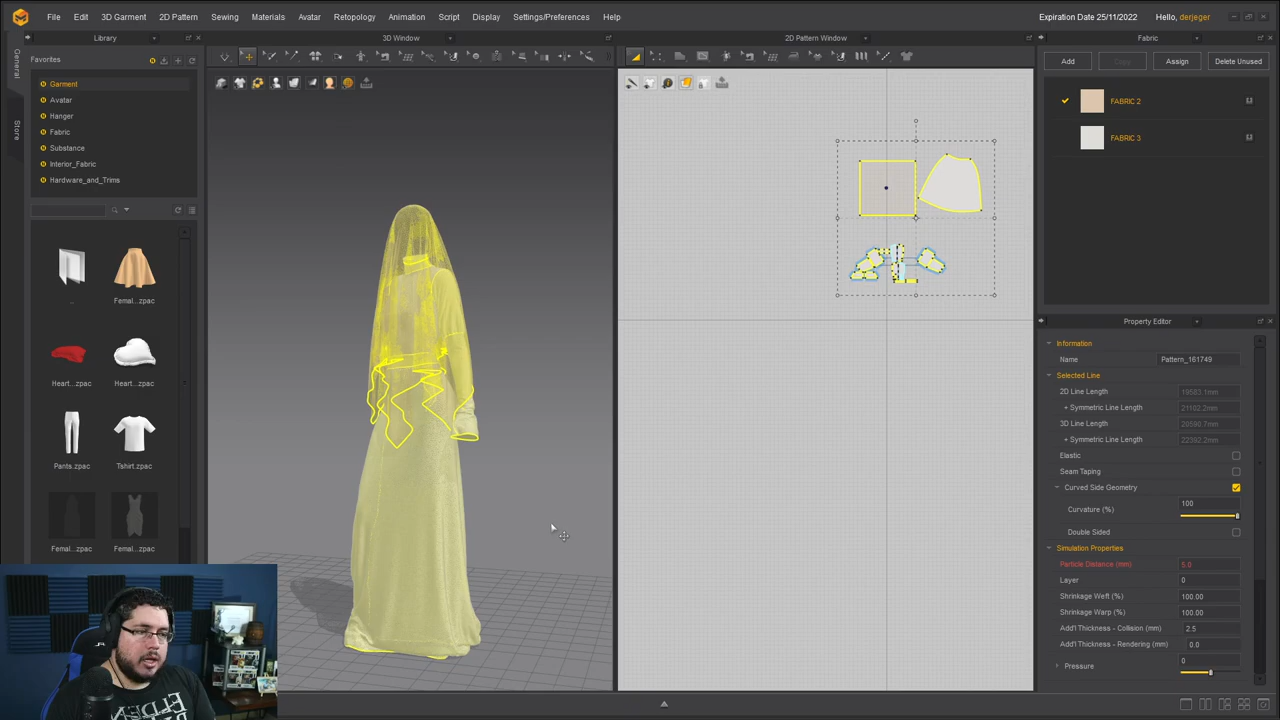 File Edit 3D Garment 2D Pattern Sewing Materials Avatar Retopology Animation Script Display Settings/Preferences Help
Expiration Date 25/11/2022 Hello, derjeger
Library
3D Window
2D Pattern Window
Fabric
General
Store
Favorites
Garment
Avatar
Hanger
Fabric
Substance
Interior_Fabric
Hardware_and_Trims
..
Femal...zpac
Heart...zpac
Heart...zpac
Pants.zpac
Tshirt.zpac
Femal...zpac
Femal...zpac
Add Copy Assign Delete Unused
FABRIC 2
FABRIC 3
Property Editor
Information
Name Pattern_161749
Selected Line
2D Line Length 19583.1mm
+ Symmetric Line Length 21192.2mm
3D Line Length 20590.7mm
+ Symmetric Line Length 22392.2mm
Elastic
Seam Taping
Curved Side Geometry
Curvature (%) 100
Double Sided
Simulation Properties
Particle Distance (mm) 5.0
Layer 0
Shrinkage Weft (%) 100.00
Shrinkage Warp (%) 100.00
Add'l Thickness - Collision (mm) 2.5
Add'l Thickness - Rendering (mm) 0.0
Pressure 0